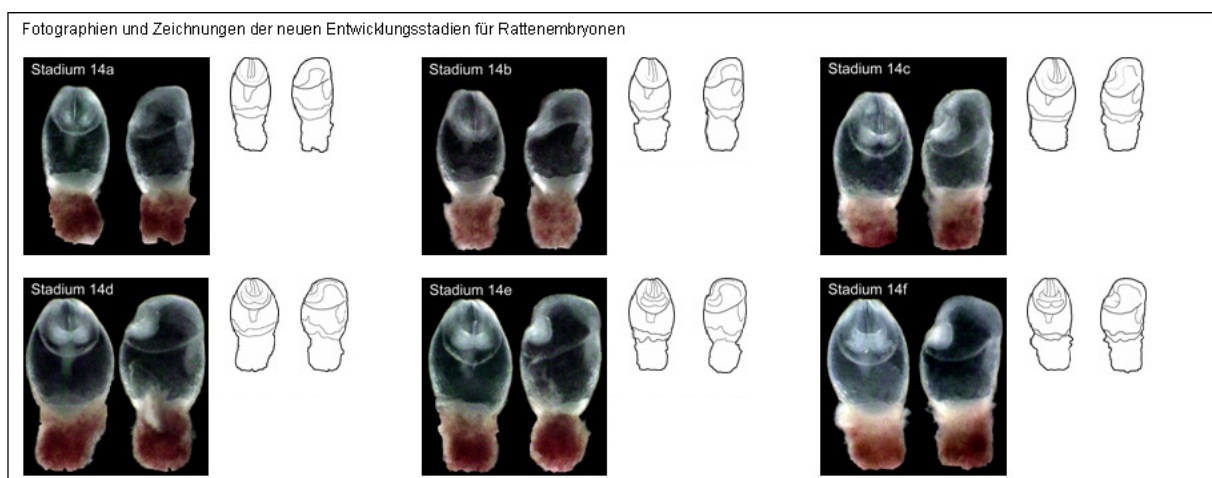 Fotographien und Zeichnungen der neuen Entwicklungsstadien für Rattenembryonen
Stadium 14a
Stadium 14b
Stadium 14c
Stadium 14d
Stadium 14e
Stadium 14f